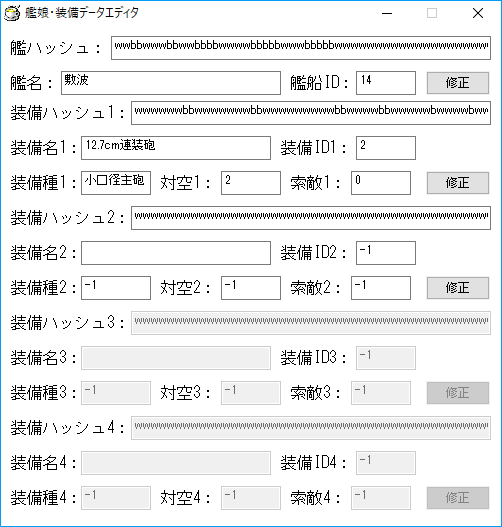 艦娘・装備データエディタ
艦ハッシュ： wwbbwwwbbwwbbbbwwwwbbbbbwwwbbbbbwwwwwwwwwwwwwwwwwwwwwwwww
艦名： 敷波 艦船ID： 14 修正
装備ハッシュ1：
装備名1： 12.7cm連装砲 装備ID1： 2
装備種1： 小口径主砲 対空1： 2 索敵1： 0 修正
装備ハッシュ2：
装備名2： 装備ID2： -1
装備種2： -1 対空2： -1 索敵2： -1 修正
装備ハッシュ3：
装備名3： 装備ID3： -1
装備種3： -1 対空3： -1 索敵3： -1 修正
装備ハッシュ4：
装備名4： 装備ID4： -1
装備種4： -1 対空4： -1 索敵4： -1 修正